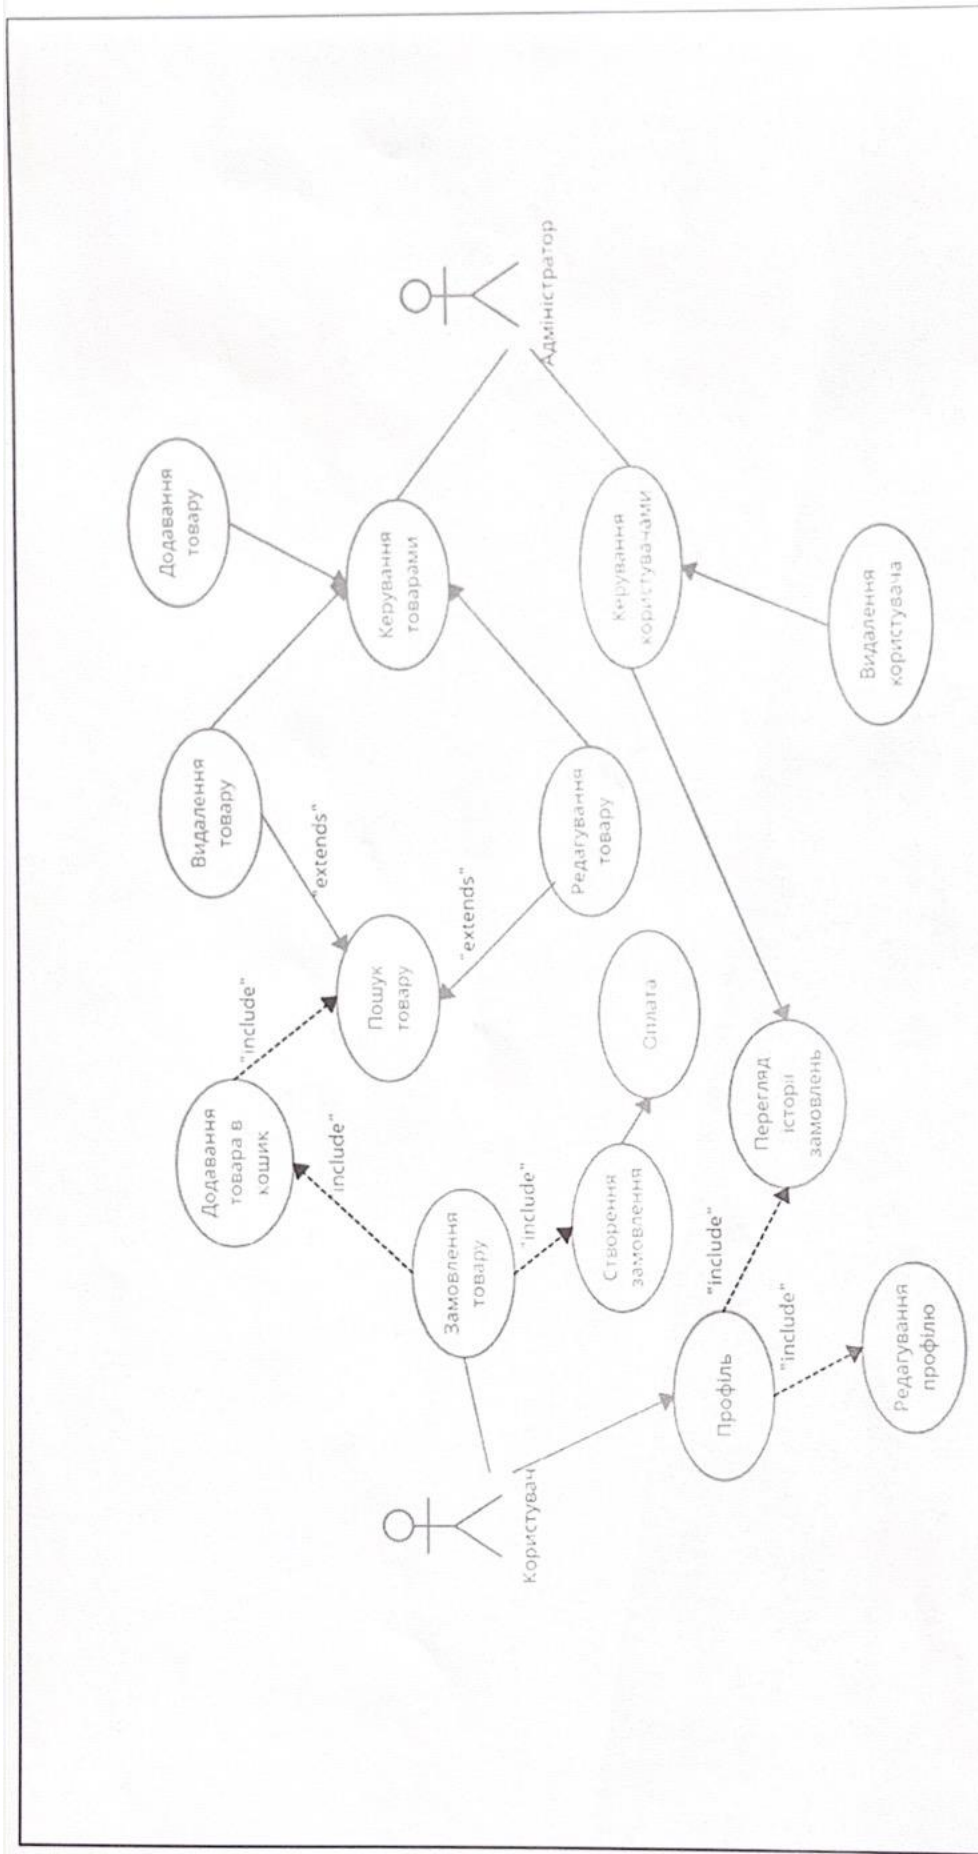 Додавання
товару
Видалення
товару
"include"
Додавання
товара в
кошик
"extends"
include"
Пошук
товару
Керування
товарами
"extends"
Адміністратор
Замовлення
товару
Користувач
"include"
Редагування
товару
Створення
замовлення
Оплата
Керування
користувачами
"include"
Профіль
"include"
Перегляд
історії
замовлень
Редагування
профілю
Видалення
користувача